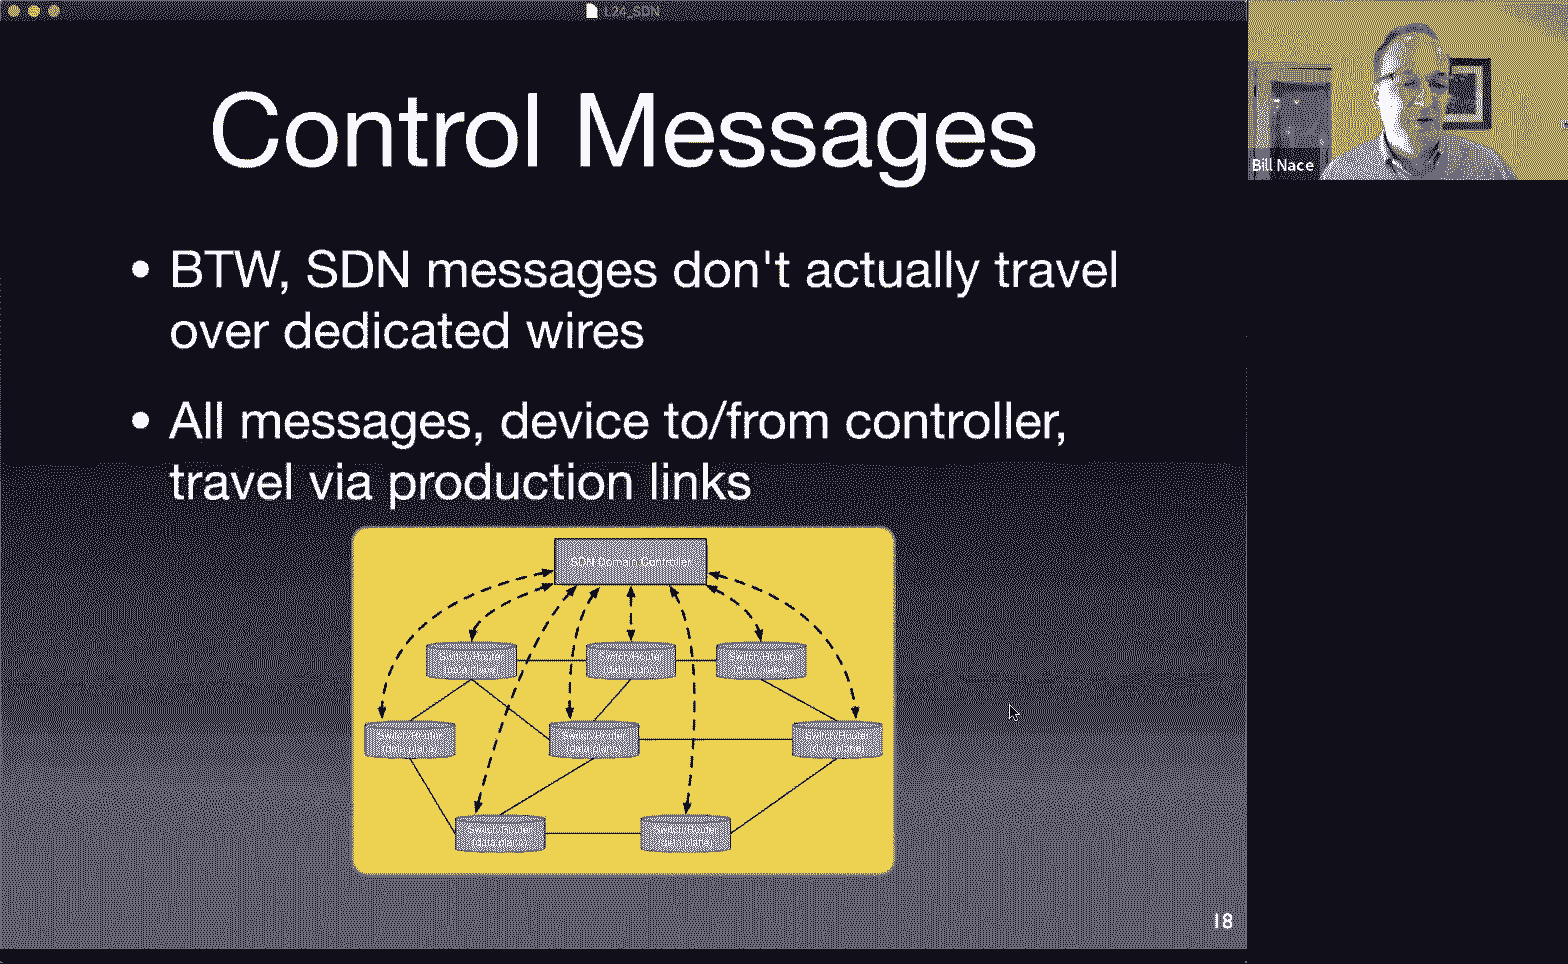 L24_SDN
Control Messages
Bill Nace
• BTW, SDN messages don't actually travel
over dedicated wires
• All messages, device to/from controller,
travel via production links
SDN Domain Controller
Switch/Router
(data plane)
Switch/Router
(data plane)
Switch/Router
(data plane)
Switch/Router
(data plane)
Switch/Router
(data plane)
Switch/Router
(data plane)
Switch/Router
(data plane)
Switch/Router
(data plane)
18